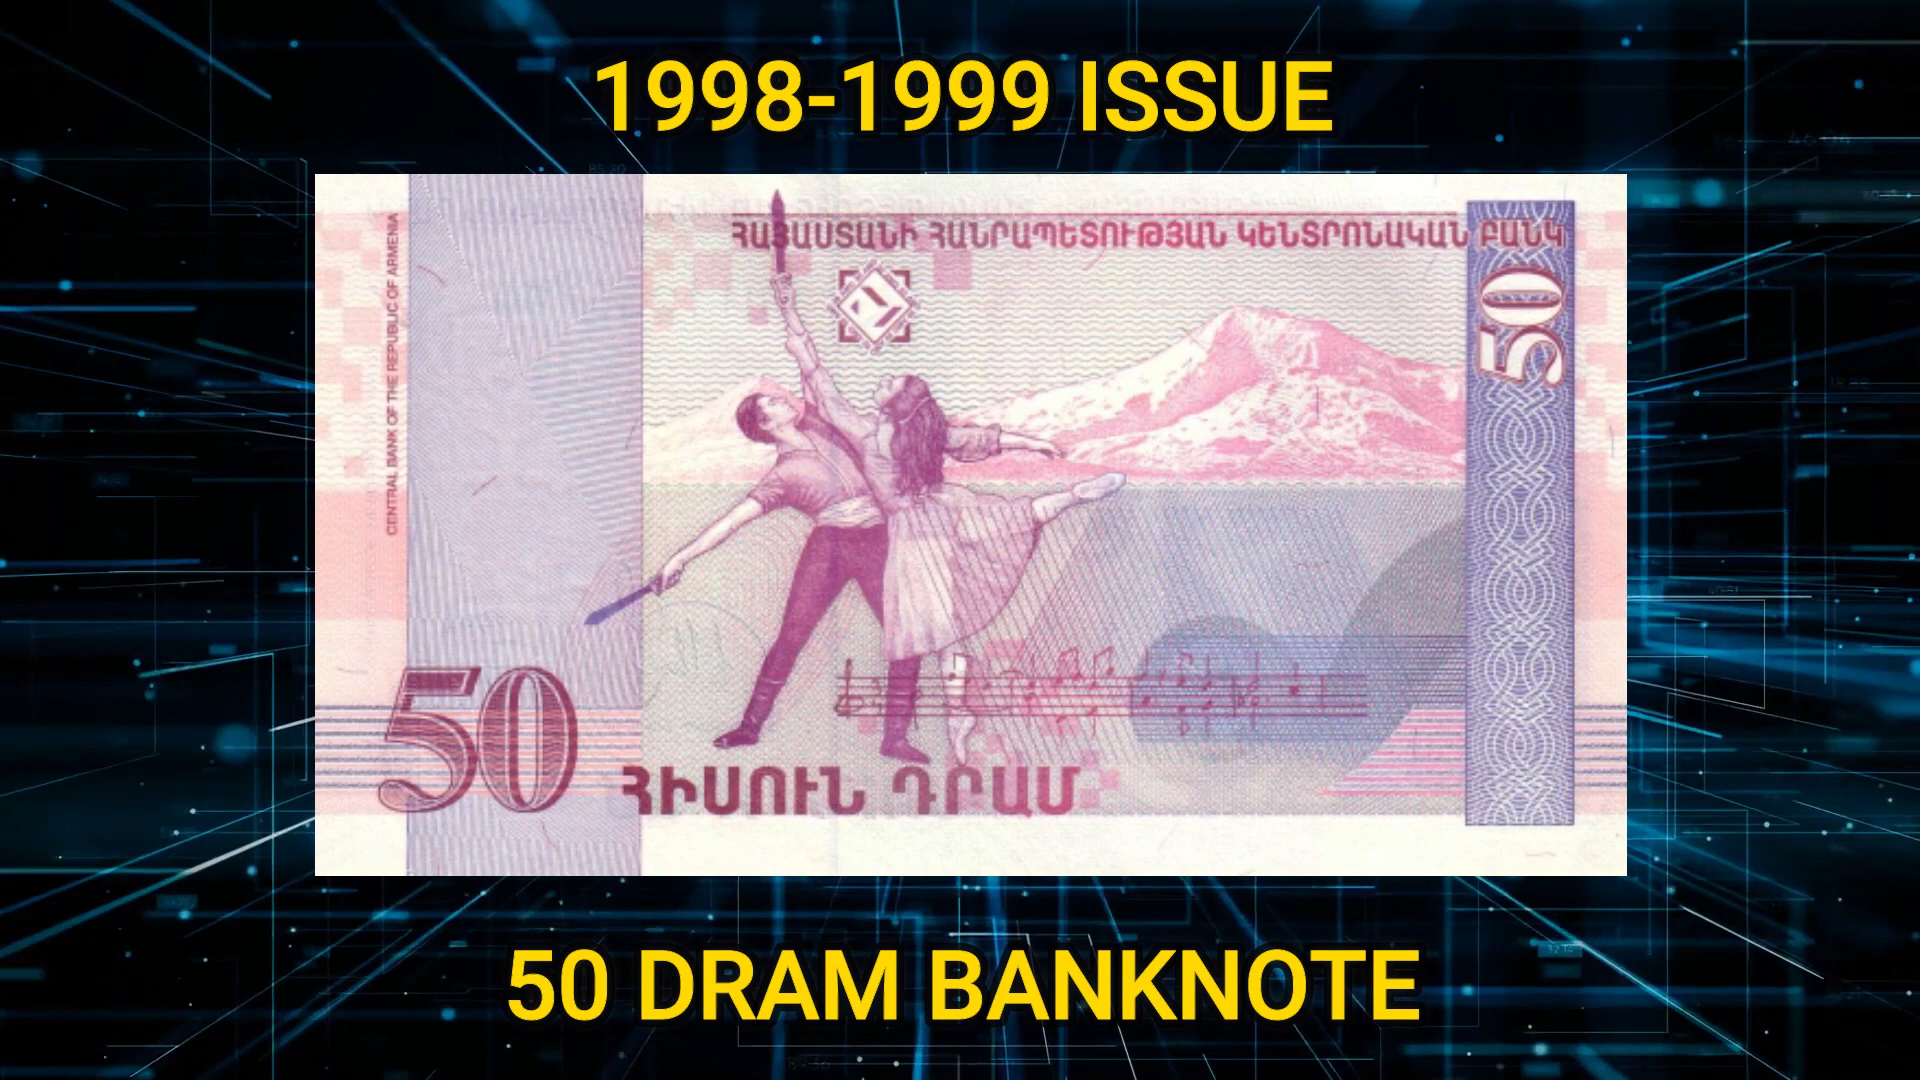 1998-1999 ISSUE
CENTRAL BANK OF THE REPUBLIC OF ARMENIA
ՀԱՅԱՍՏԱՆԻ ՀԱՆՐԱՊԵՏՈՒԹՅԱՆ ԿԵՆՏՐՈՆԱԿԱՆ ԲԱՆԿ
50
50
ՀԻՍՈՒՆ ԴՐԱՄ
50 DRAM BANKNOTE